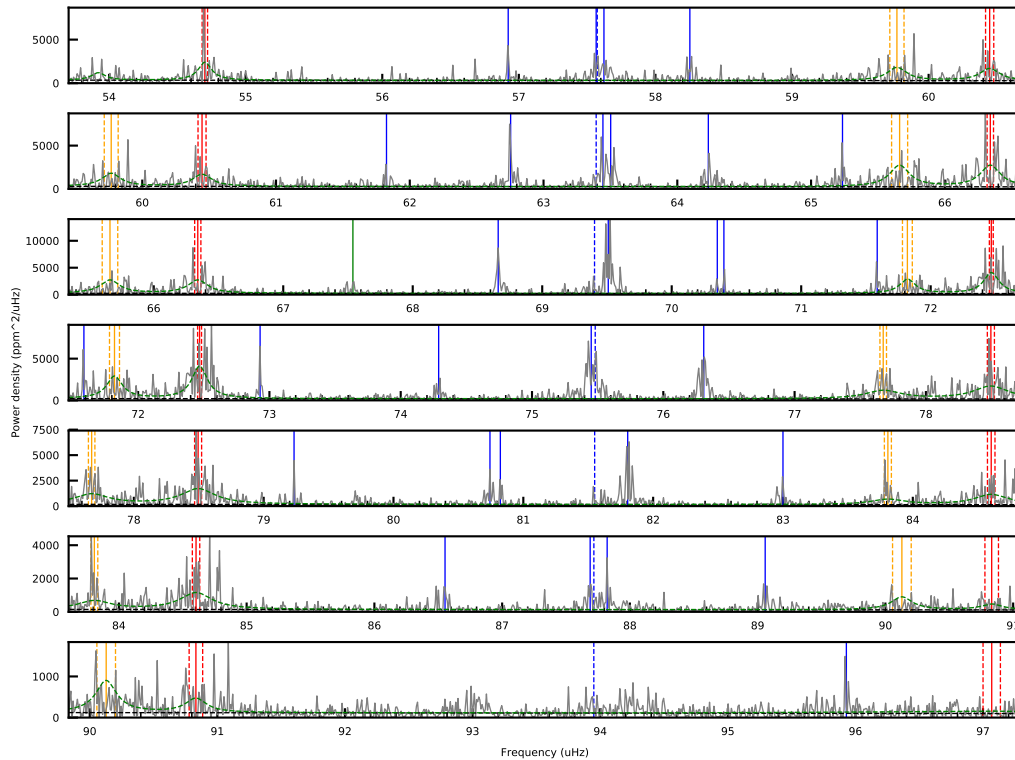 5000
0
54 55 56 57 58 59 60
5000
0
60 61 62 63 64 65 66
10000
5000
0
66 67 68 69 70 71 72
5000
0
72 73 74 75 76 77 78
Power density (ppm^2/uHz)
7500
5000
2500
0
78 79 80 81 82 83 84
4000
2000
0
84 85 86 87 88 89 90
1000
0
90 91 92 93 94 95 96 97
Frequency (uHz)